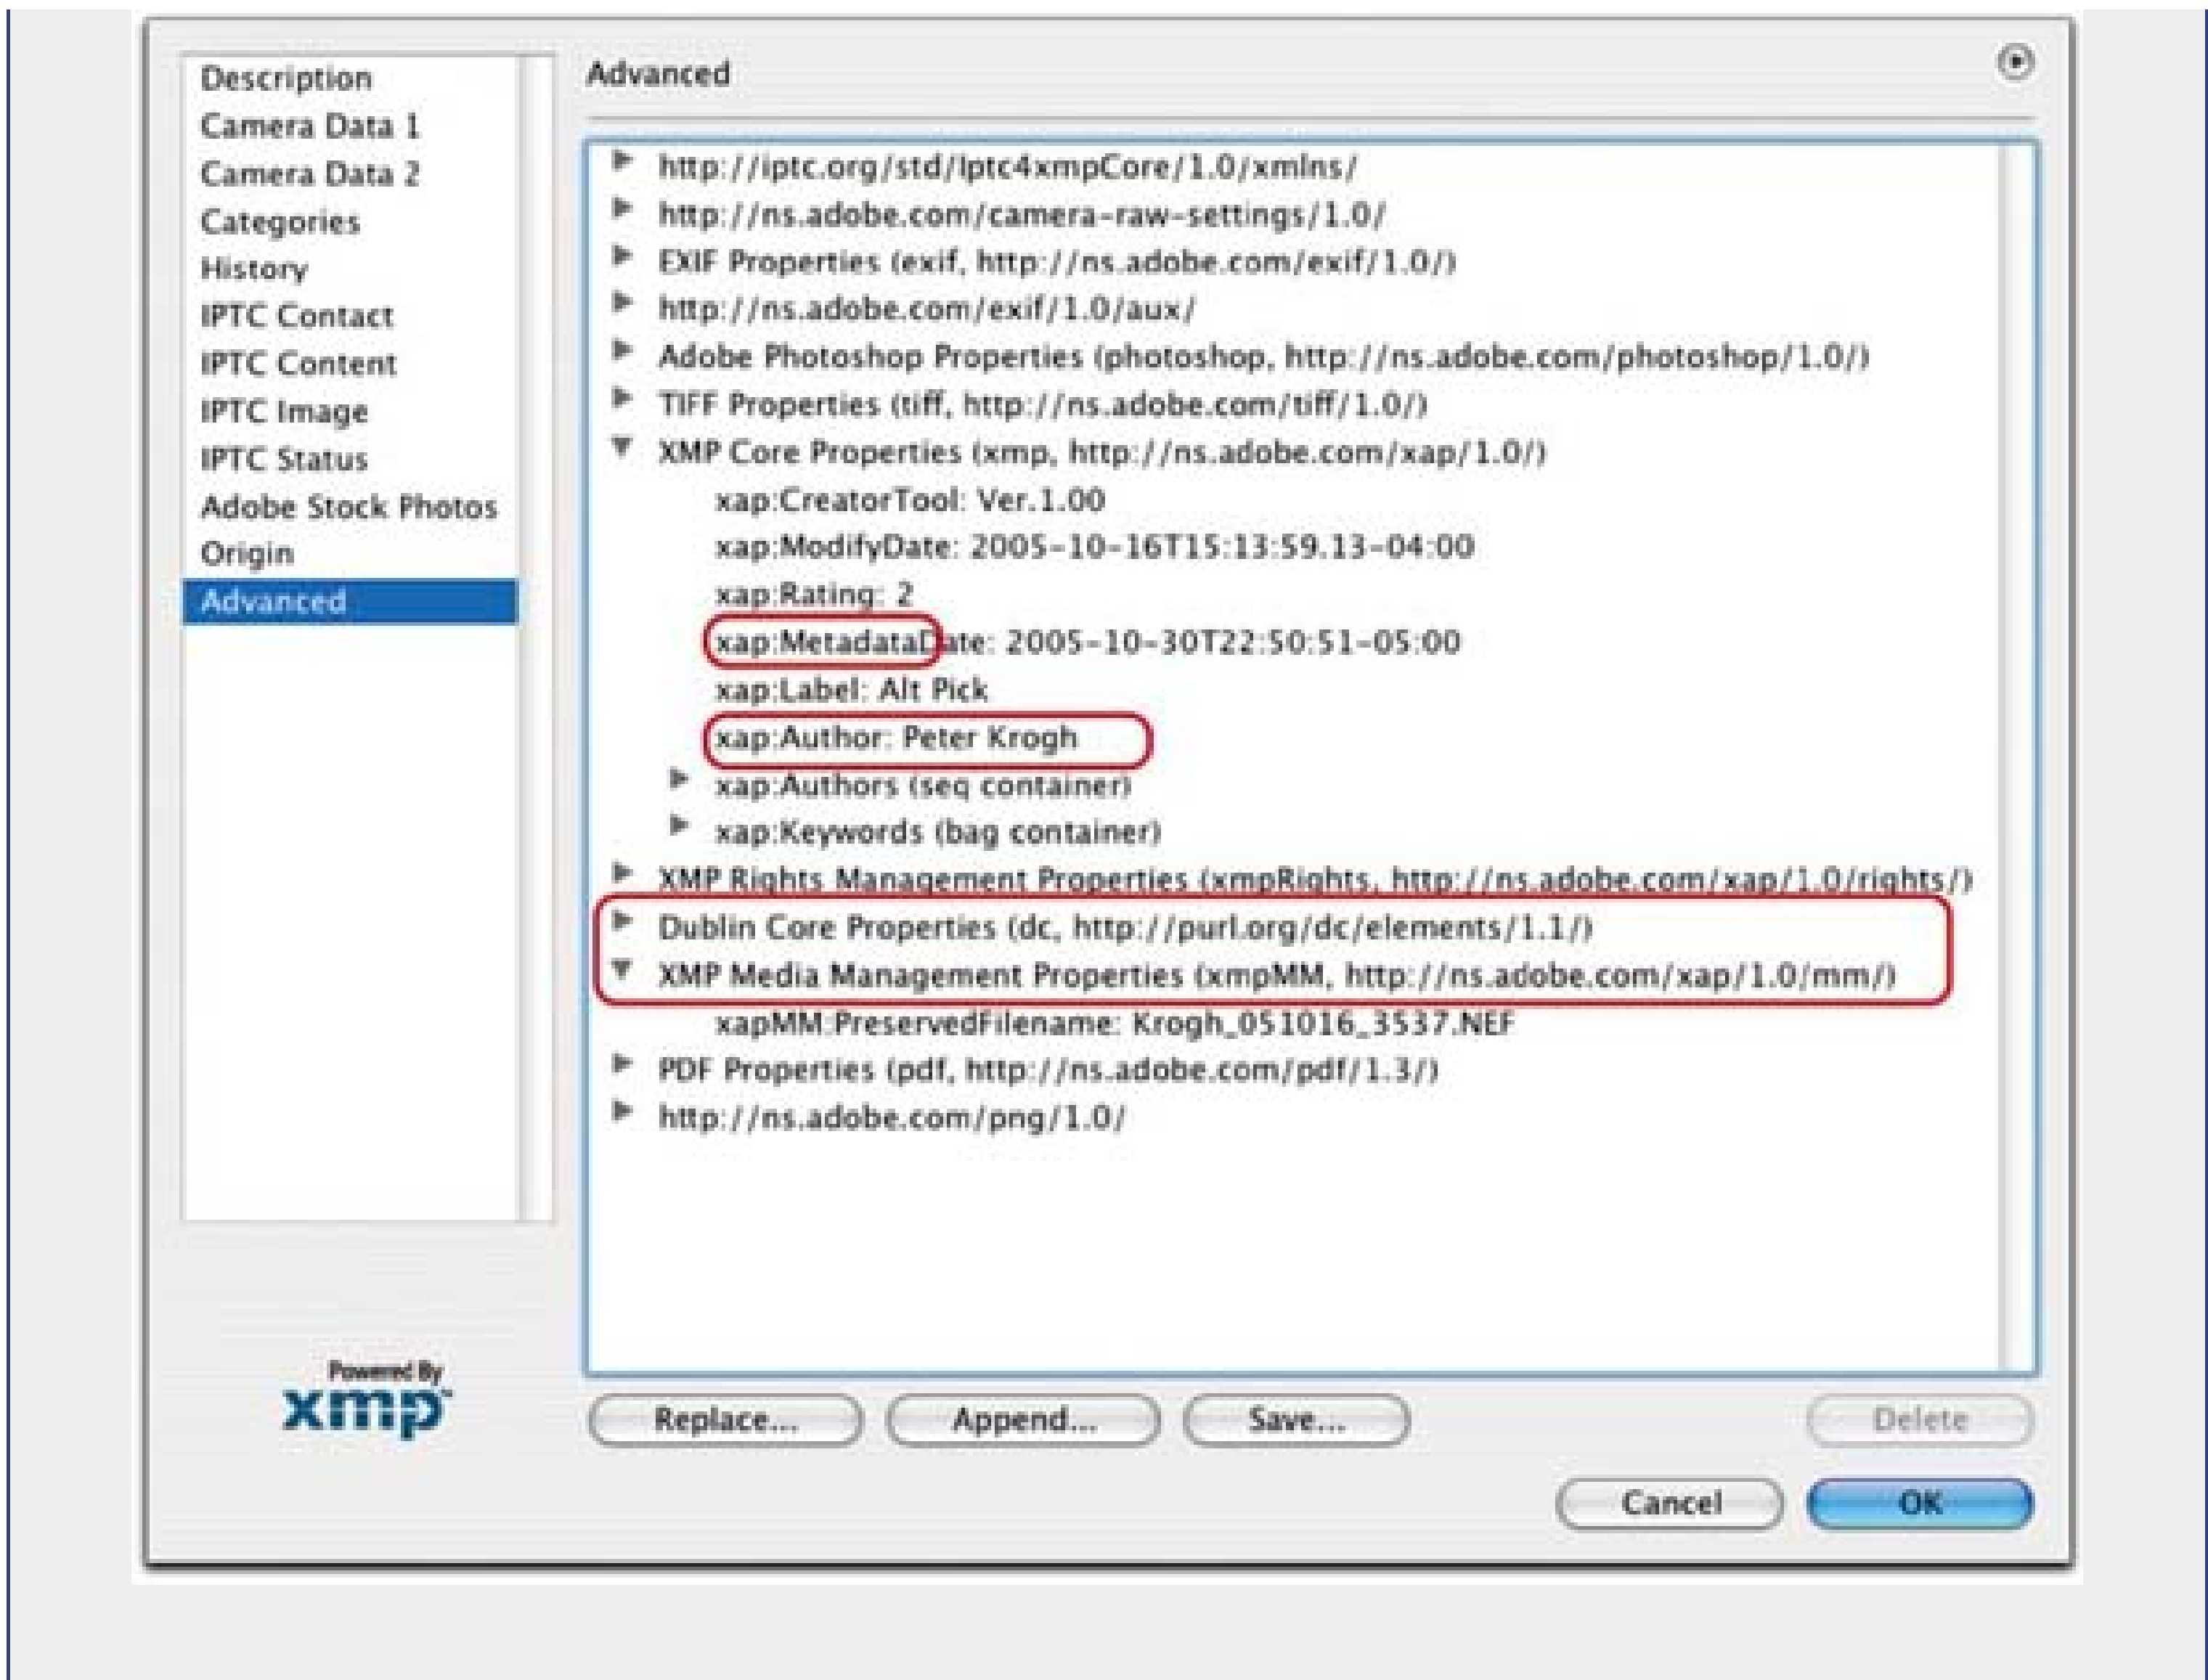 Description
Camera Data 1
Camera Data 2
Categories
History
IPTC Contact
IPTC Content
IPTC Image
IPTC Status
Adobe Stock Photos
Origin
Advanced
Powered By
xmp™
Advanced
http://iptc.org/std/Iptc4xmpCore/1.0/xmlns/
http://ns.adobe.com/camera-raw-settings/1.0/
EXIF Properties (exif, http://ns.adobe.com/exif/1.0/)
http://ns.adobe.com/exif/1.0/aux/
Adobe Photoshop Properties (photoshop, http://ns.adobe.com/photoshop/1.0/)
TIFF Properties (tiff, http://ns.adobe.com/tiff/1.0/)
XMP Core Properties (xmp, http://ns.adobe.com/xap/1.0/)
xap:CreatorTool: Ver.1.00
xap:ModifyDate: 2005-10-16T15:13:59.13-04:00
xap:Rating: 2
xap:MetadataDate: 2005-10-30T22:50:51-05:00
xap:Label: Alt Pick
xap:Author: Peter Krogh
xap:Authors (seq container)
xap:Keywords (bag container)
XMP Rights Management Properties (xmpRights, http://ns.adobe.com/xap/1.0/rights/)
Dublin Core Properties (dc, http://purl.org/dc/elements/1.1/)
XMP Media Management Properties (xmpMM, http://ns.adobe.com/xap/1.0/mm/)
xapMM:PreservedFilename: Krogh_051016_3537.NEF
PDF Properties (pdf, http://ns.adobe.com/pdf/1.3/)
http://ns.adobe.com/png/1.0/
Replace... Append... Save... Delete
Cancel OK